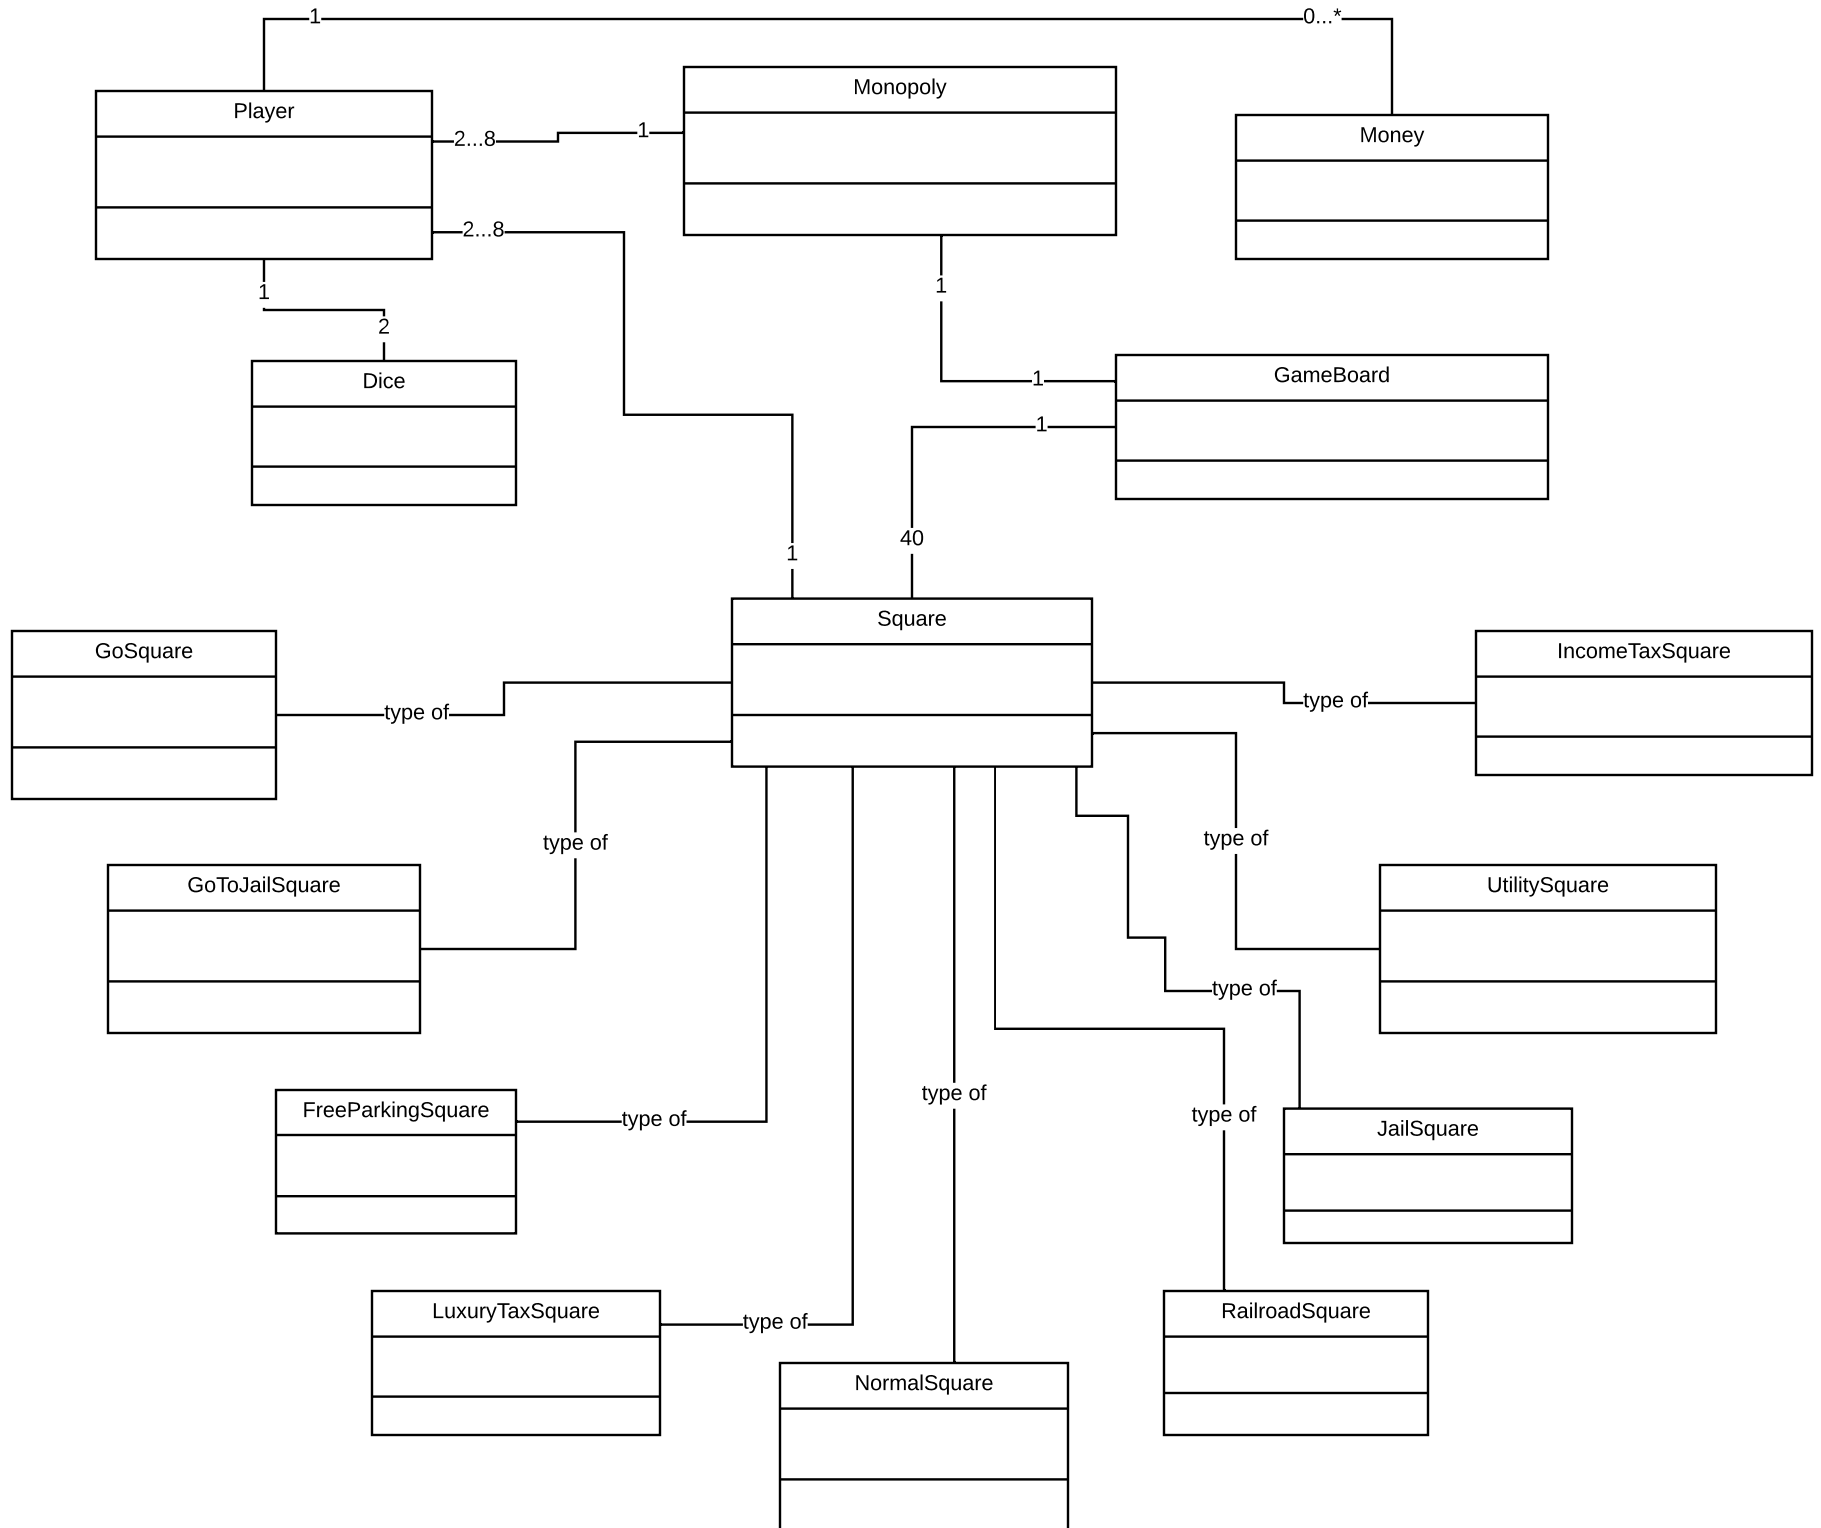 1
0...*
Player
Monopoly
Money
2...8
1
2...8
1
2
1
Dice
1
GameBoard
1
1
40
Square
GoSquare
IncomeTaxSquare
type of
type of
type of
type of
GoToJailSquare
UtilitySquare
type of
FreeParkingSquare
type of
type of
type of
JailSquare
LuxuryTaxSquare
type of
RailroadSquare
NormalSquare